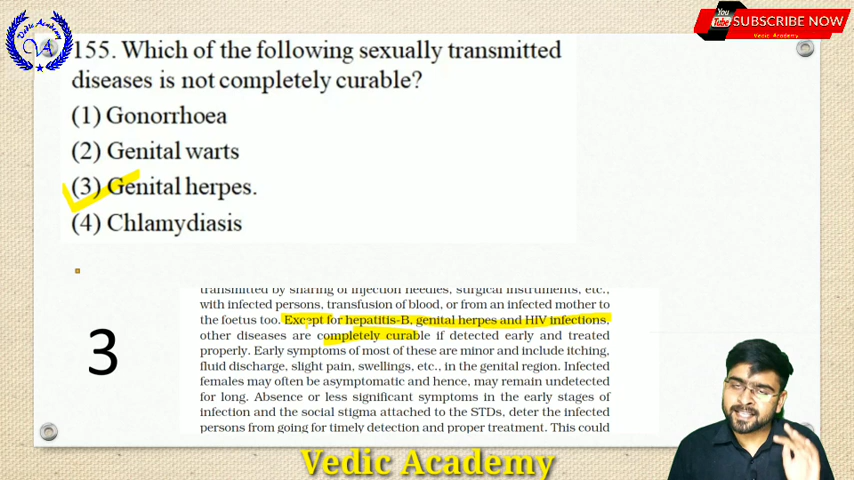 Vedic Academy
VA
You
Tube SUBSCRIBE NOW
Vedic Academy
155. Which of the following sexually transmitted
diseases is not completely curable?
(1) Gonorrhoea
(2) Genital warts
(3) Genital herpes.
(4) Chlamydiasis
3
transmitted by sharing of injection needles, surgical instruments, etc.,
with infected persons, transfusion of blood, or from an infected mother to
the foetus too. Except for hepatitis-B, genital herpes and HIV infections,
other diseases are completely curable if detected early and treated
properly. Early symptoms of most of these are minor and include itching,
fluid discharge, slight pain, swellings, etc., in the genital region. Infected
females may often be asymptomatic and hence, may remain undetected
for long. Absence or less significant symptoms in the early stages of
infection and the social stigma attached to the STDs, deter the infected
persons from going for timely detection and proper treatment. This could
Vedic Academy